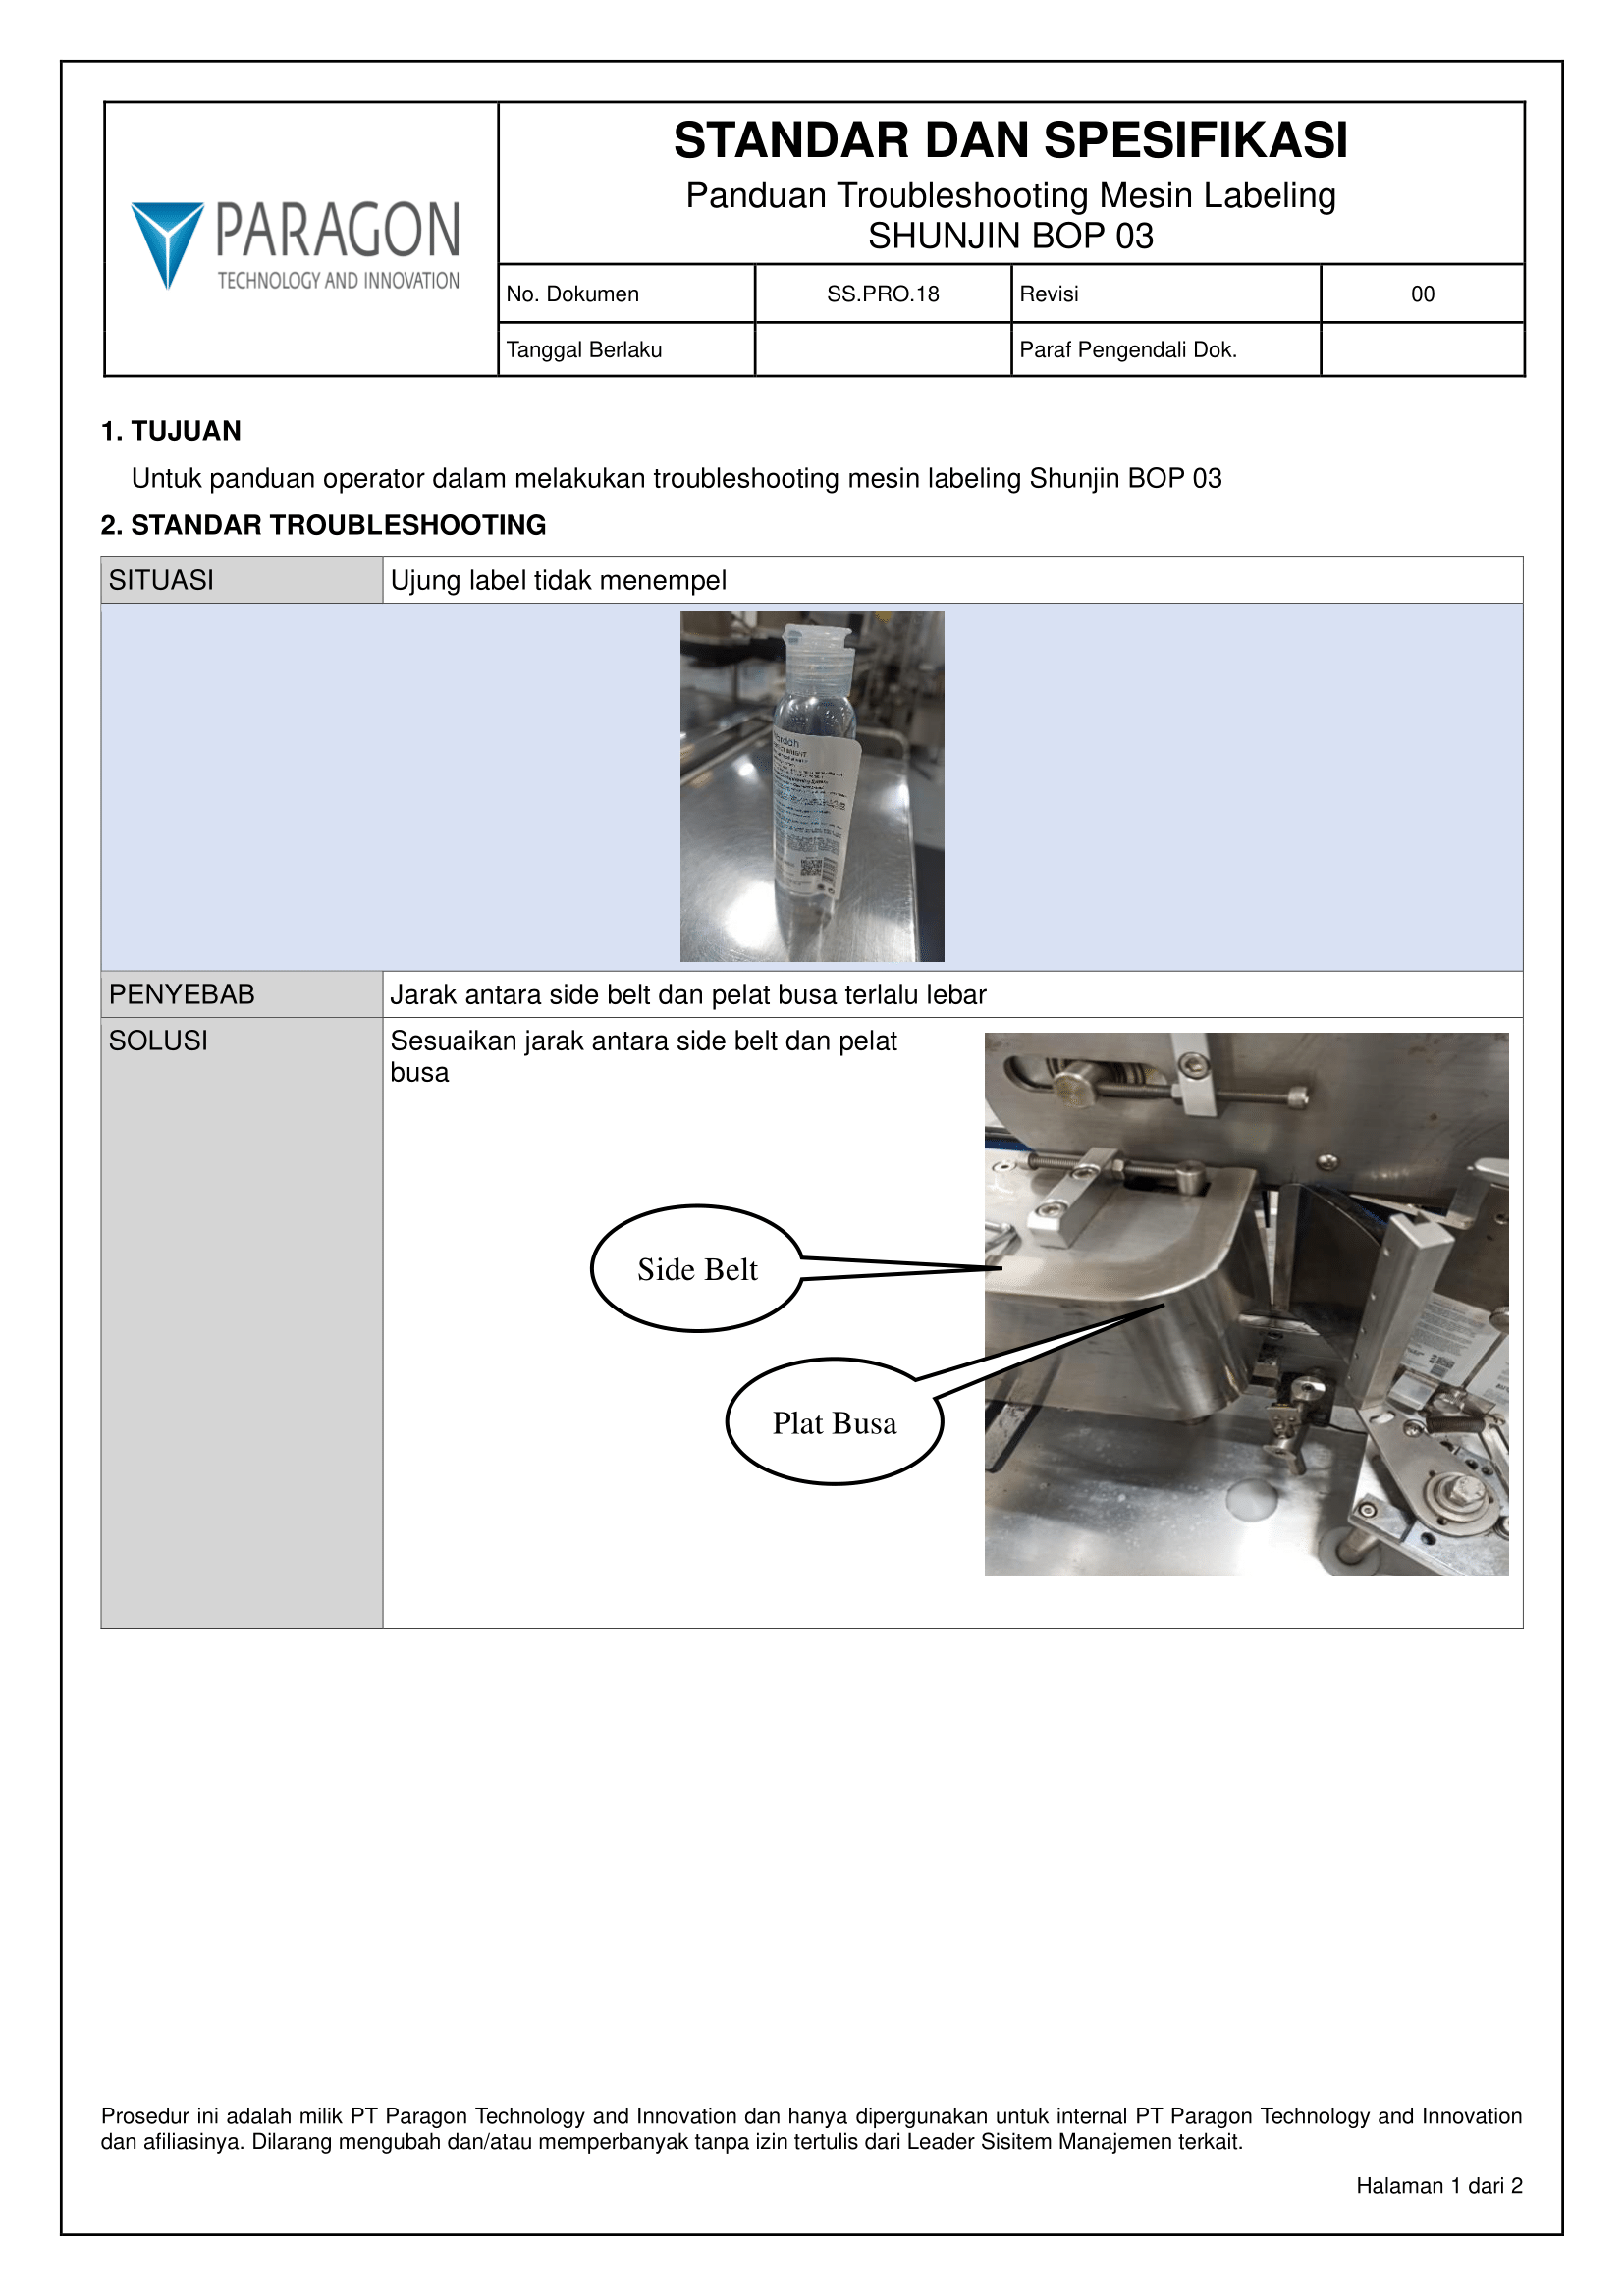 PARAGON
TECHNOLOGY AND INNOVATION
STANDAR DAN SPESIFIKASI
Panduan Troubleshooting Mesin Labeling
SHUNJIN BOP 03
No. Dokumen SS.PRO.18 Revisi 00
Tanggal Berlaku Paraf Pengendali Dok.
1. TUJUAN
Untuk panduan operator dalam melakukan troubleshooting mesin labeling Shunjin BOP 03
2. STANDAR TROUBLESHOOTING
SITUASI Ujung label tidak menempel
PENYEBAB Jarak antara side belt dan pelat busa terlalu lebar
SOLUSI Sesuaikan jarak antara side belt dan pelat
busa
Side Belt
Plat Busa
Prosedur ini adalah milik PT Paragon Technology and Innovation dan hanya dipergunakan untuk internal PT Paragon Technology and Innovation
dan afiliasinya. Dilarang mengubah dan/atau memperbanyak tanpa izin tertulis dari Leader Sisitem Manajemen terkait.
Halaman 1 dari 2